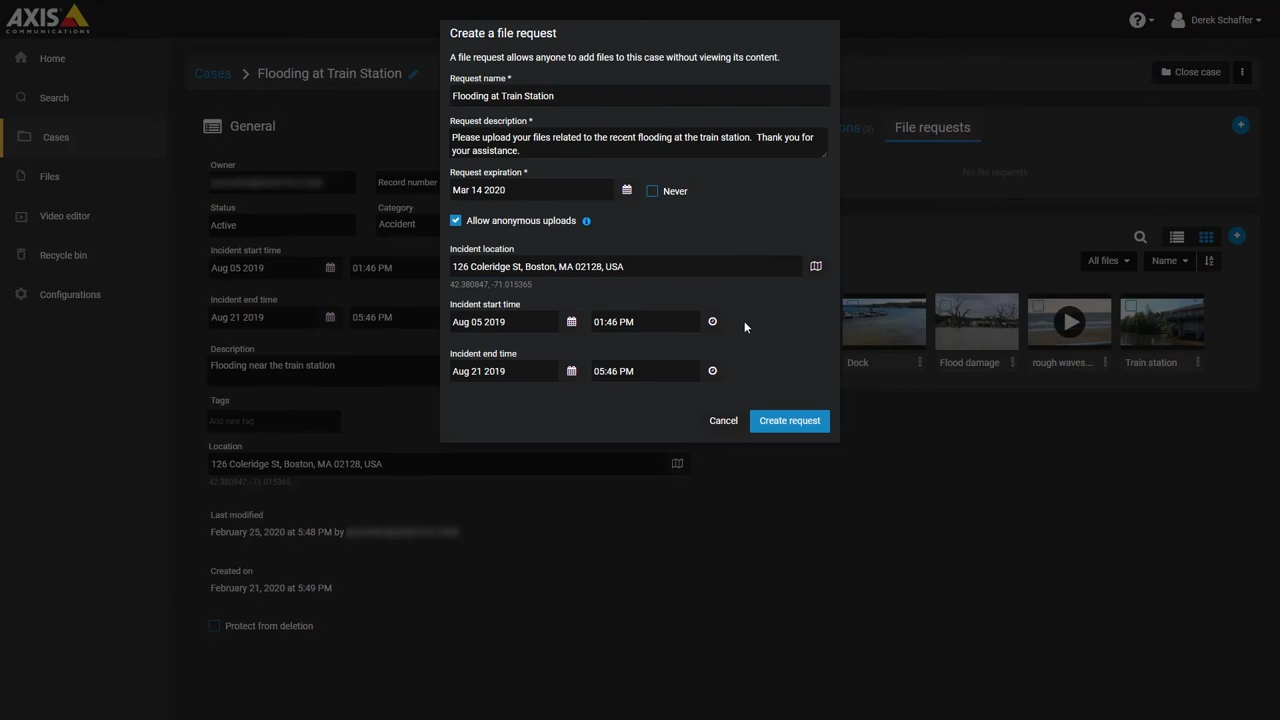 AXIS
COMMUNICATIONS
Derek Schaffer
Home
Search
Cases
Files
Video editor
Recycle bin
Configurations
Cases > Flooding at Train Station
Close case
General
Owner
Record number
Status
Category
Active
Accident
Incident start time
Aug 05 2019
01:46 PM
Incident end time
Aug 21 2019
05:46 PM
Description
Flooding near the train station
Tags
Add new tag
Location
126 Coleridge St, Boston, MA 02128, USA
42.380847, -71.015365
Last modified
February 25, 2020 at 5:48 PM by
Created on
February 21, 2020 at 5:49 PM
Protect from deletion
Create a file request
A file request allows anyone to add files to this case without viewing its content.
Request name *
Flooding at Train Station
Request description *
Please upload your files related to the recent flooding at the train station. Thank you for
your assistance.
Request expiration *
Mar 14 2020
Never
Allow anonymous uploads
Incident location
126 Coleridge St, Boston, MA 02128, USA
42.380847, -71.015365
Incident start time
Aug 05 2019
01:46 PM
Incident end time
Aug 21 2019
05:46 PM
Cancel
Create request
File requests
No file requests
All files
Name
Dock
Flood damage
rough waves...
Train station